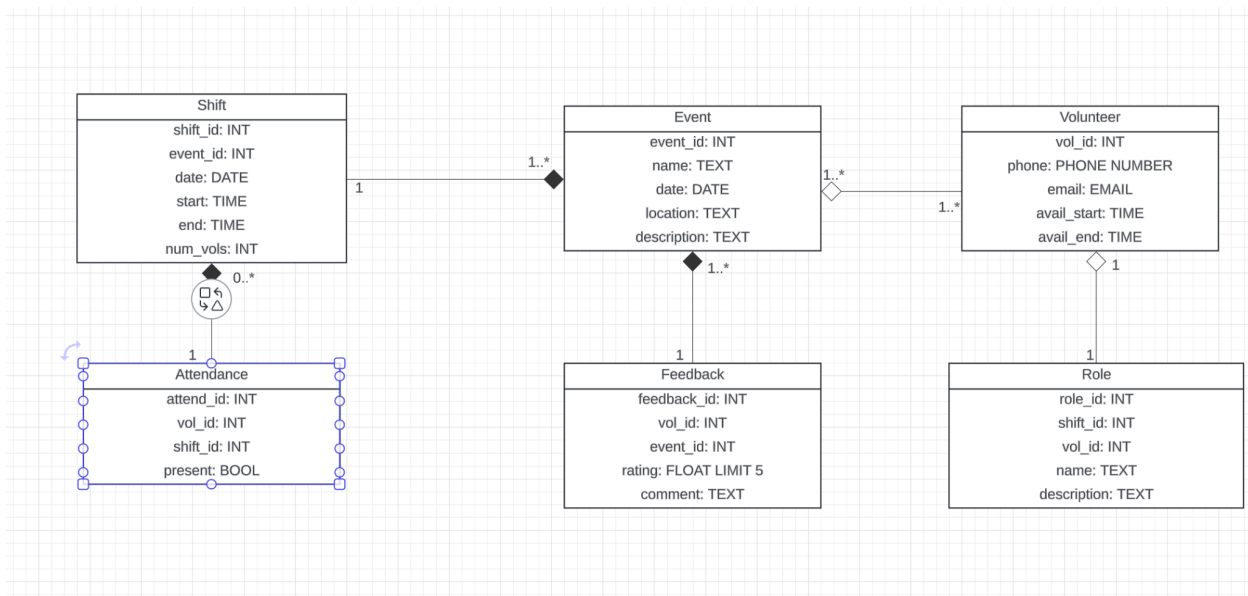 Shift
shift_id: INT
event_id: INT
date: DATE
start: TIME
end: TIME
num_vols: INT
1
1..*
Event
event_id: INT
name: TEXT
date: DATE
location: TEXT
description: TEXT
1..*
1..*
Volunteer
vol_id: INT
phone: PHONE NUMBER
email: EMAIL
avail_start: TIME
avail_end: TIME
0..*
1
Attendance
attend_id: INT
vol_id: INT
shift_id: INT
present: BOOL
1..*
1
Feedback
feedback_id: INT
vol_id: INT
event_id: INT
rating: FLOAT LIMIT 5
comment: TEXT
1
1
Role
role_id: INT
shift_id: INT
vol_id: INT
name: TEXT
description: TEXT